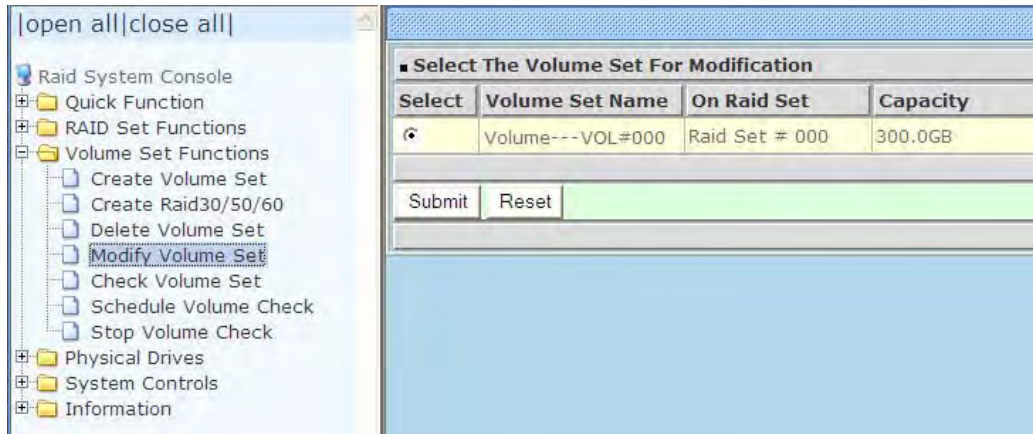 |open all|close all|
Raid System Console
Quick Function
RAID Set Functions
Volume Set Functions
Create Volume Set
Create Raid30/50/60
Delete Volume Set
Modify Volume Set
Check Volume Set
Schedule Volume Check
Stop Volume Check
Physical Drives
System Controls
Information
Select The Volume Set For Modification
Select Volume Set Name On Raid Set Capacity
Volume---VOL#000 Raid Set # 000 300.0GB
Submit Reset